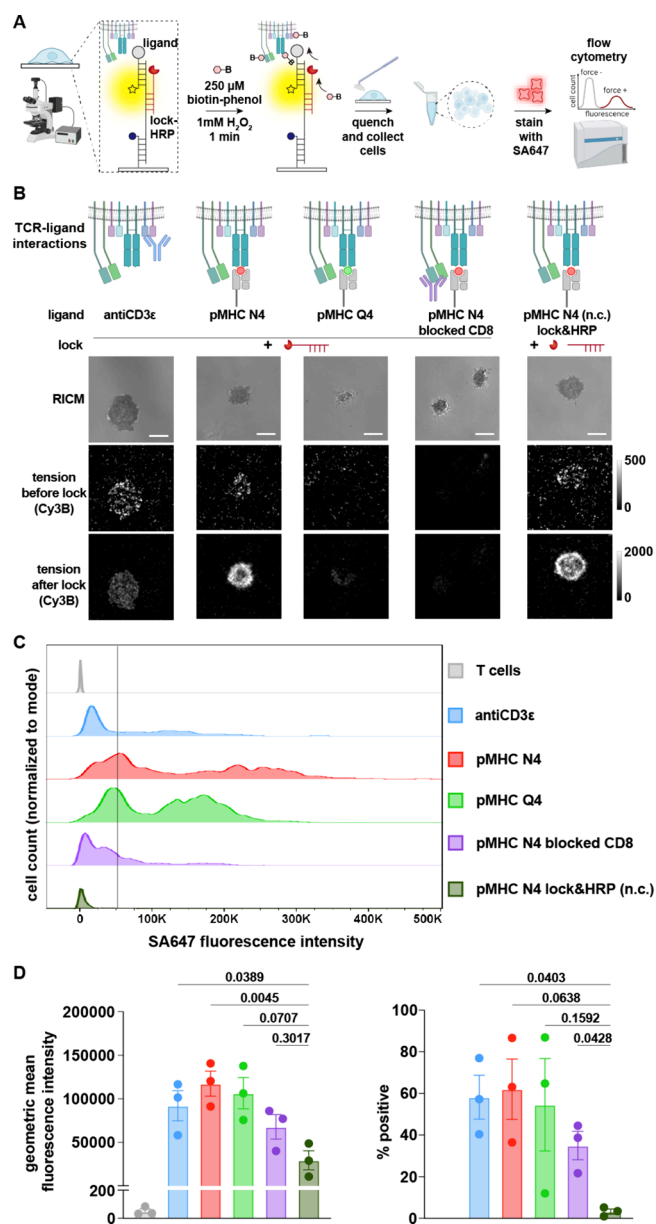 A
ligand
lock-
HRP
B
250 µM
biotin-phenol
1mM H2O2
1 min
B
B
B
B
quench
and collect
cells
stain
with
SA647
flow
cytometry
force -
force +
cell count
fluorescence
B
TCR-ligand
interactions
ligand
antiCD3ε
pMHC N4
pMHC Q4
pMHC N4
blocked CD8
pMHC N4 (n.c.)
lock&HRP
lock
+
+
RICM
tension
before lock
(Cy3B)
500
0
tension
after lock
(Cy3B)
2000
0
C
cell count (normalized to mode)
T cells
antiCD3ε
pMHC N4
pMHC Q4
pMHC N4 blocked CD8
pMHC N4 lock&HRP (n.c.)
0 100K 200K 300K 400K 500K
SA647 fluorescence intensity
D
geometric mean
fluorescence intensity
200000
150000
100000
50000
200
0
0.0389
0.0045
0.0707
0.3017
% positive
100
80
60
40
20
0
0.0403
0.0638
0.1592
0.0428